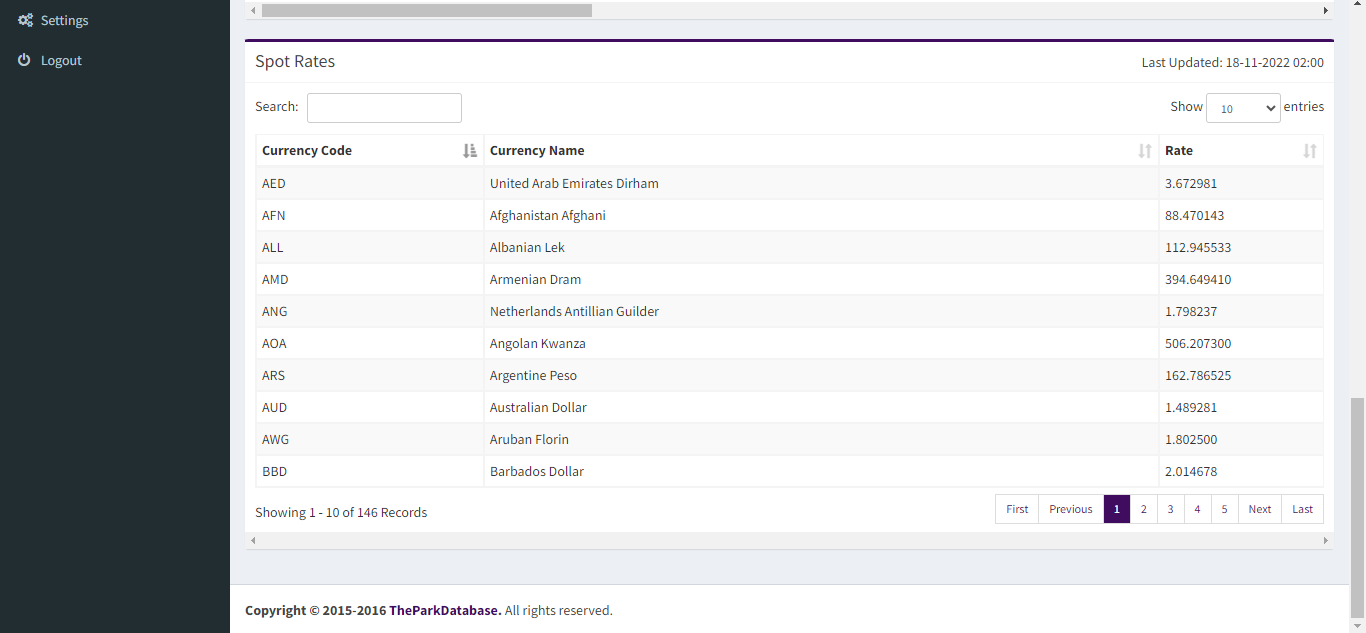 Settings
Logout
Spot Rates
Last Updated: 18-11-2022 02:00
Search:
Show 10 entries
Currency Code Currency Name Rate
AED United Arab Emirates Dirham 3.672981
AFN Afghanistan Afghani 88.470143
ALL Albanian Lek 112.945533
AMD Armenian Dram 394.649410
ANG Netherlands Antillian Guilder 1.798237
AOA Angolan Kwanza 506.207300
ARS Argentine Peso 162.786525
AUD Australian Dollar 1.489281
AWG Aruban Florin 1.802500
BBD Barbados Dollar 2.014678
Showing 1 - 10 of 146 Records
First Previous 1 2 3 4 5 Next Last
Copyright © 2015-2016 TheParkDatabase. All rights reserved.